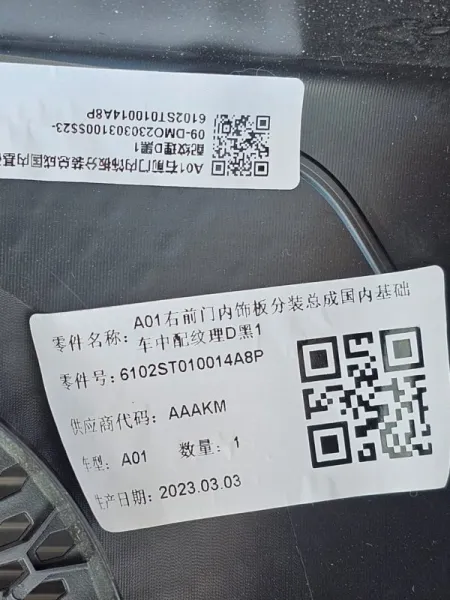 A01右前门内饰板分装总成国内基
配纹理D黑1
09-DMO2303031000SS23-
6102ST010014A8P
零件名称: A01右前门内饰板分装总成国内基础
车中配纹理D黑1
零件号: 6102ST010014A8P
供应商代码: AAAKM
车型: A01 数量: 1
生产日期: 2023.03.03